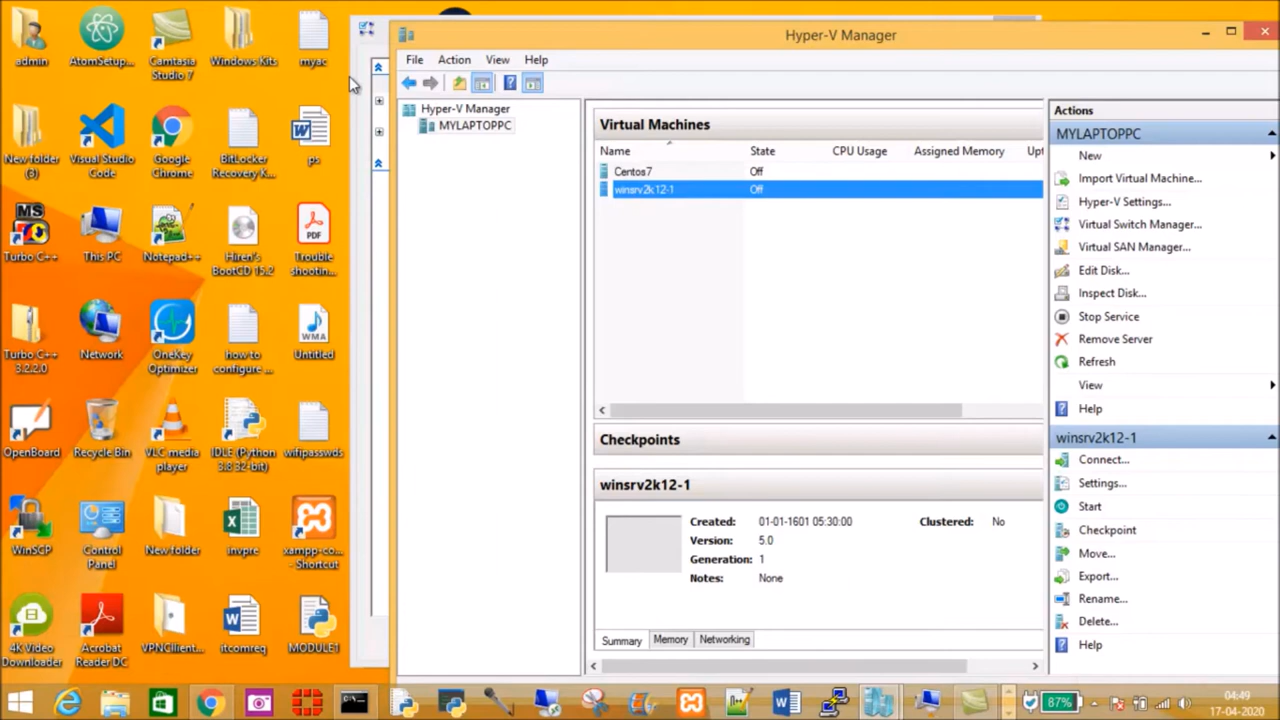 admin
AtomSetup...
Camtasia
Studio 7
Windows Kits
myac
New folder
(3)
Visual Studio
Code
Google
Chrome
BitLocker
Recovery K...
ps
Turbo C++
This PC
Notepad++
Hiren's
BootCD 15.2
PDF
Trouble
shootin...
Turbo C++
3.2.2.0
Network
OneKey
Optimizer
how to
configure ...
WMA
Untitled
OpenBoard
Recycle Bin
VLC media
player
IDLE (Python
3.8 32-bit)
wifipasswds
WinSCP
Control
Panel
New folder
invpre
xampp-co...
- Shortcut
4K Video
Downloader
Acrobat
Reader DC
VPNClient...
itcomreq
MODULE1
Hyper-V Manager
File Action View Help
Hyper-V Manager
MYLAPTOPPC
Virtual Machines
Name State CPU Usage Assigned Memory Upt
Centos7 Off
winsrv2k12-1 Off
Checkpoints
winsrv2k12-1
Created: 01-01-1601 05:30:00 Clustered: No
Version: 5.0
Generation: 1
Notes: None
Summary Memory Networking
Actions
MYLAPTOPPC
New
Import Virtual Machine...
Hyper-V Settings...
Virtual Switch Manager...
Virtual SAN Manager...
Edit Disk...
Inspect Disk...
Stop Service
Remove Server
Refresh
View
Help
winsrv2k12-1
Connect...
Settings...
Start
Checkpoint
Move...
Export...
Rename...
Delete...
Help
87%
04:49
17-04-2020